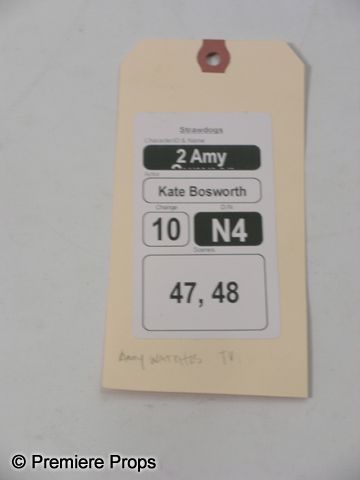 Strawdogs
Character/ID & Name
2 Amy
Actor
Kate Bosworth
Change D/N
10 N4
Scenes
47, 48
Amy WATCHES TV.
© Premiere Props